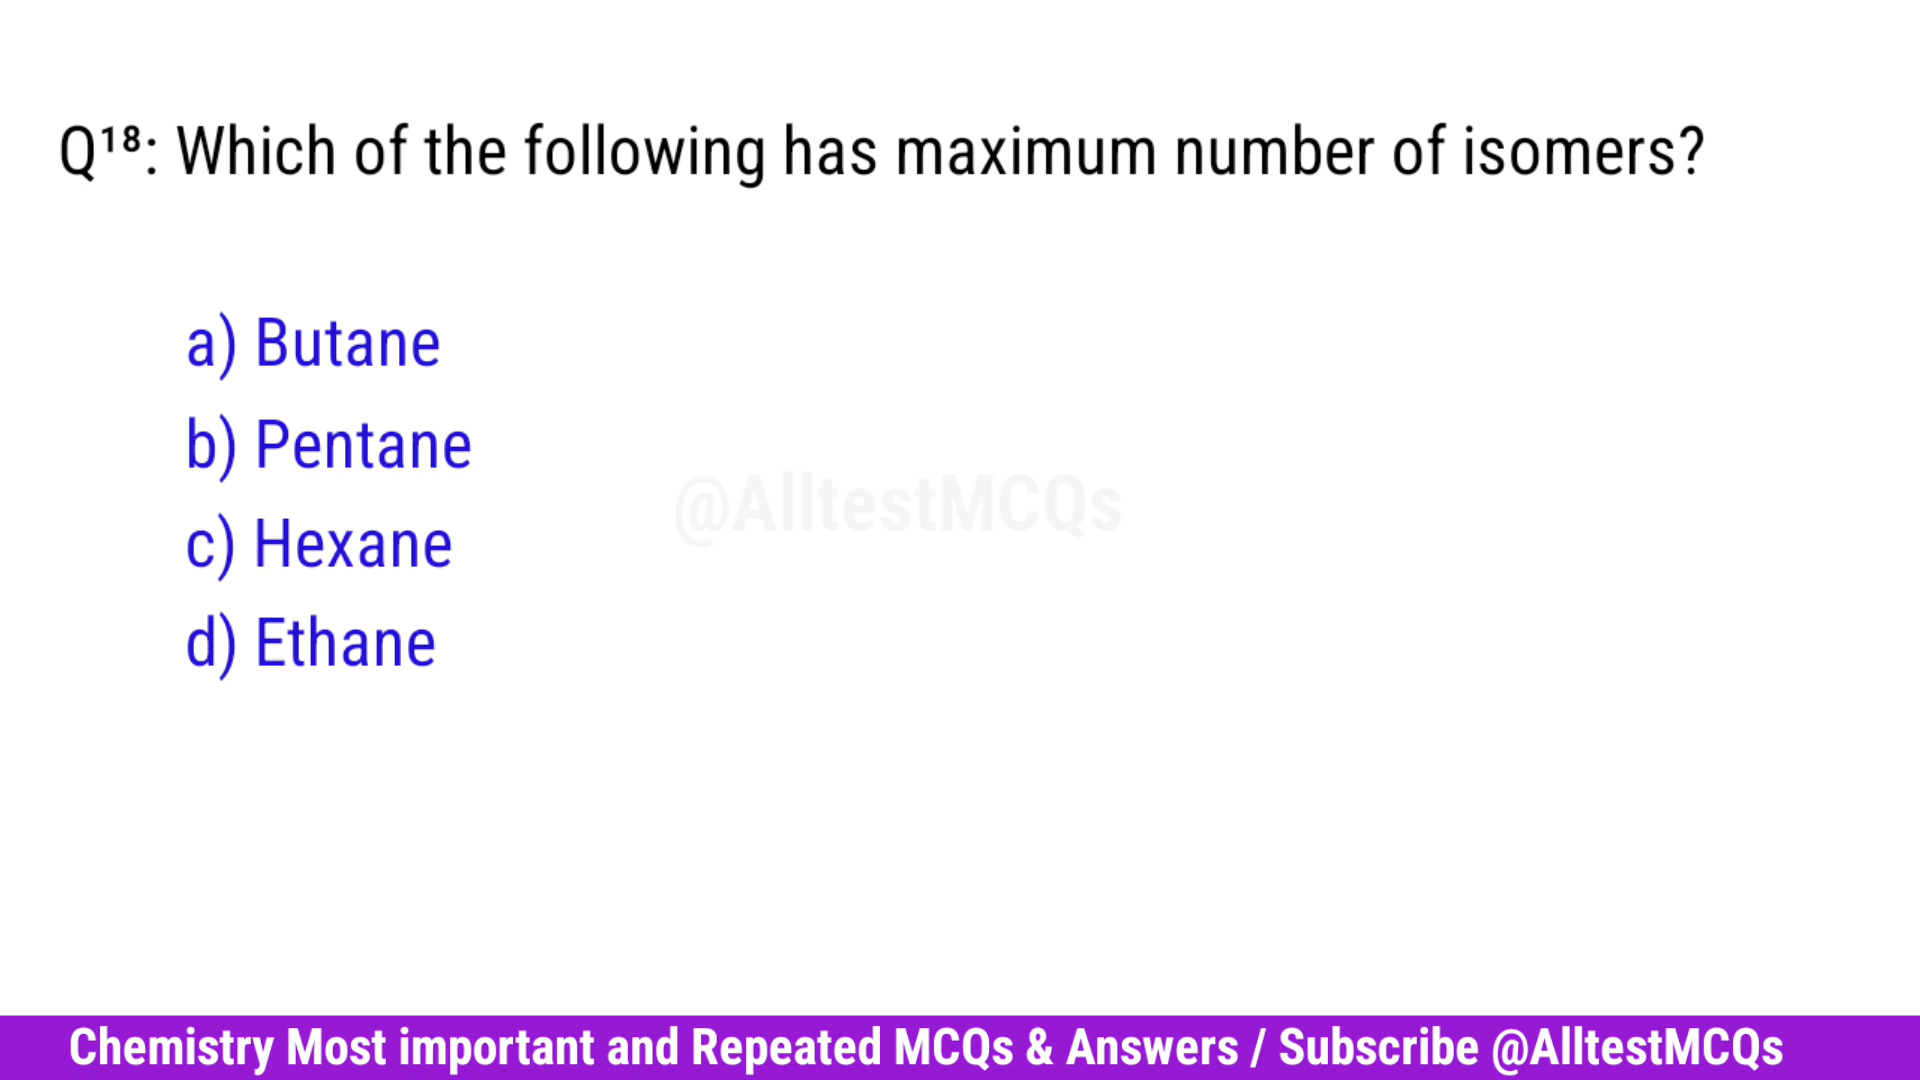 Q¹⁸: Which of the following has maximum number of isomers?
a) Butane
b) Pentane
@AlltestMCQs
c) Hexane
d) Ethane
Chemistry Most important and Repeated MCQs & Answers / Subscribe @AlltestMCQs